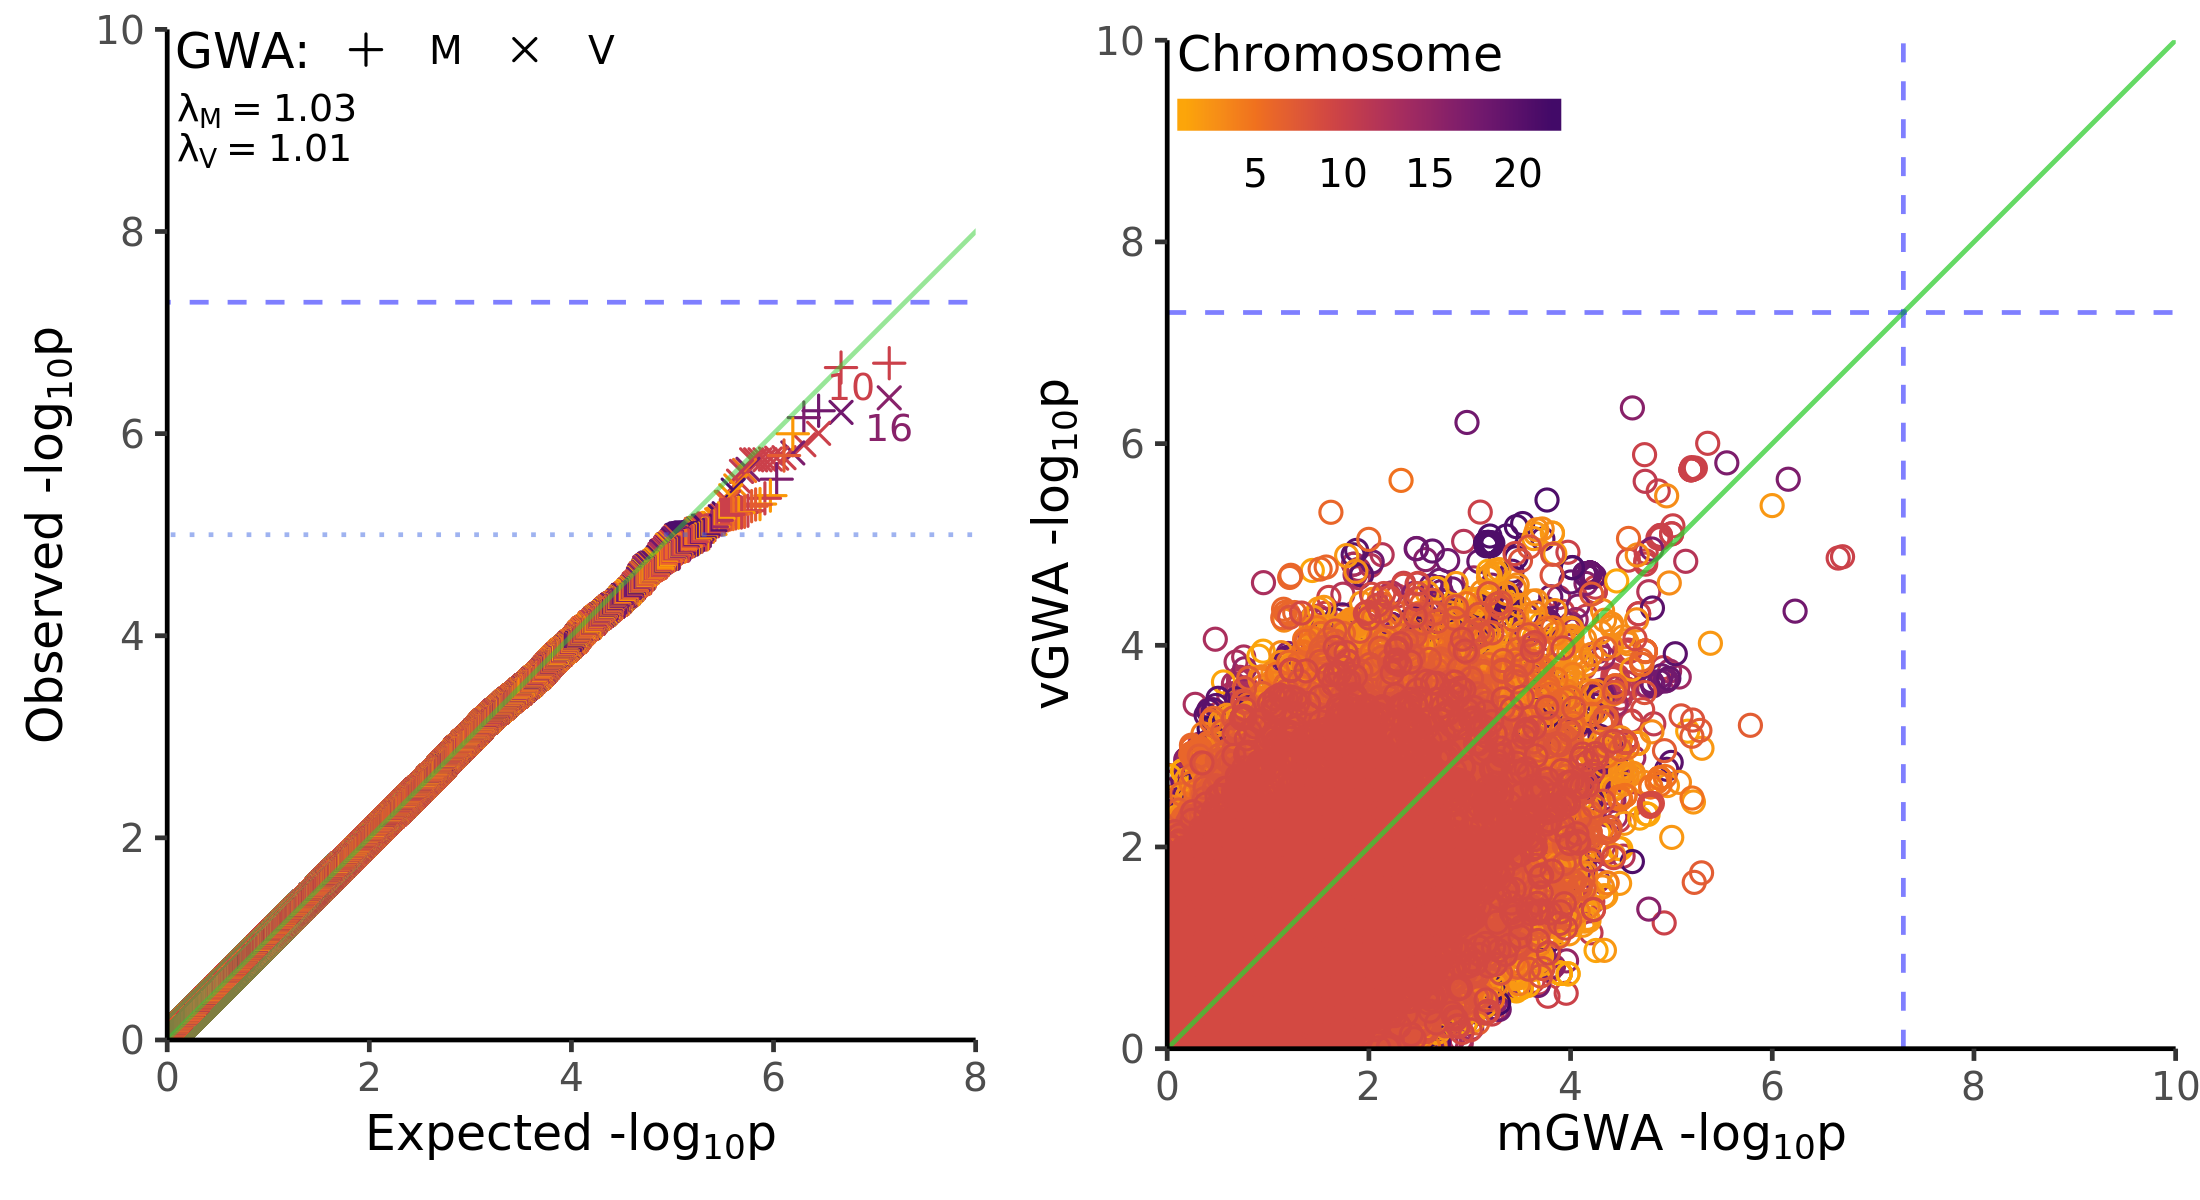 GWA: + M × V
λM = 1.03
λV = 1.01
10
8
6
4
2
0
10
16
0 2 4 6 8
Observed -log10p
Expected -log10p
Chromosome
5 10 15 20
10
8
6
4
2
0
0 2 4 6 8 10
vGWA -log10p
mGWA -log10p